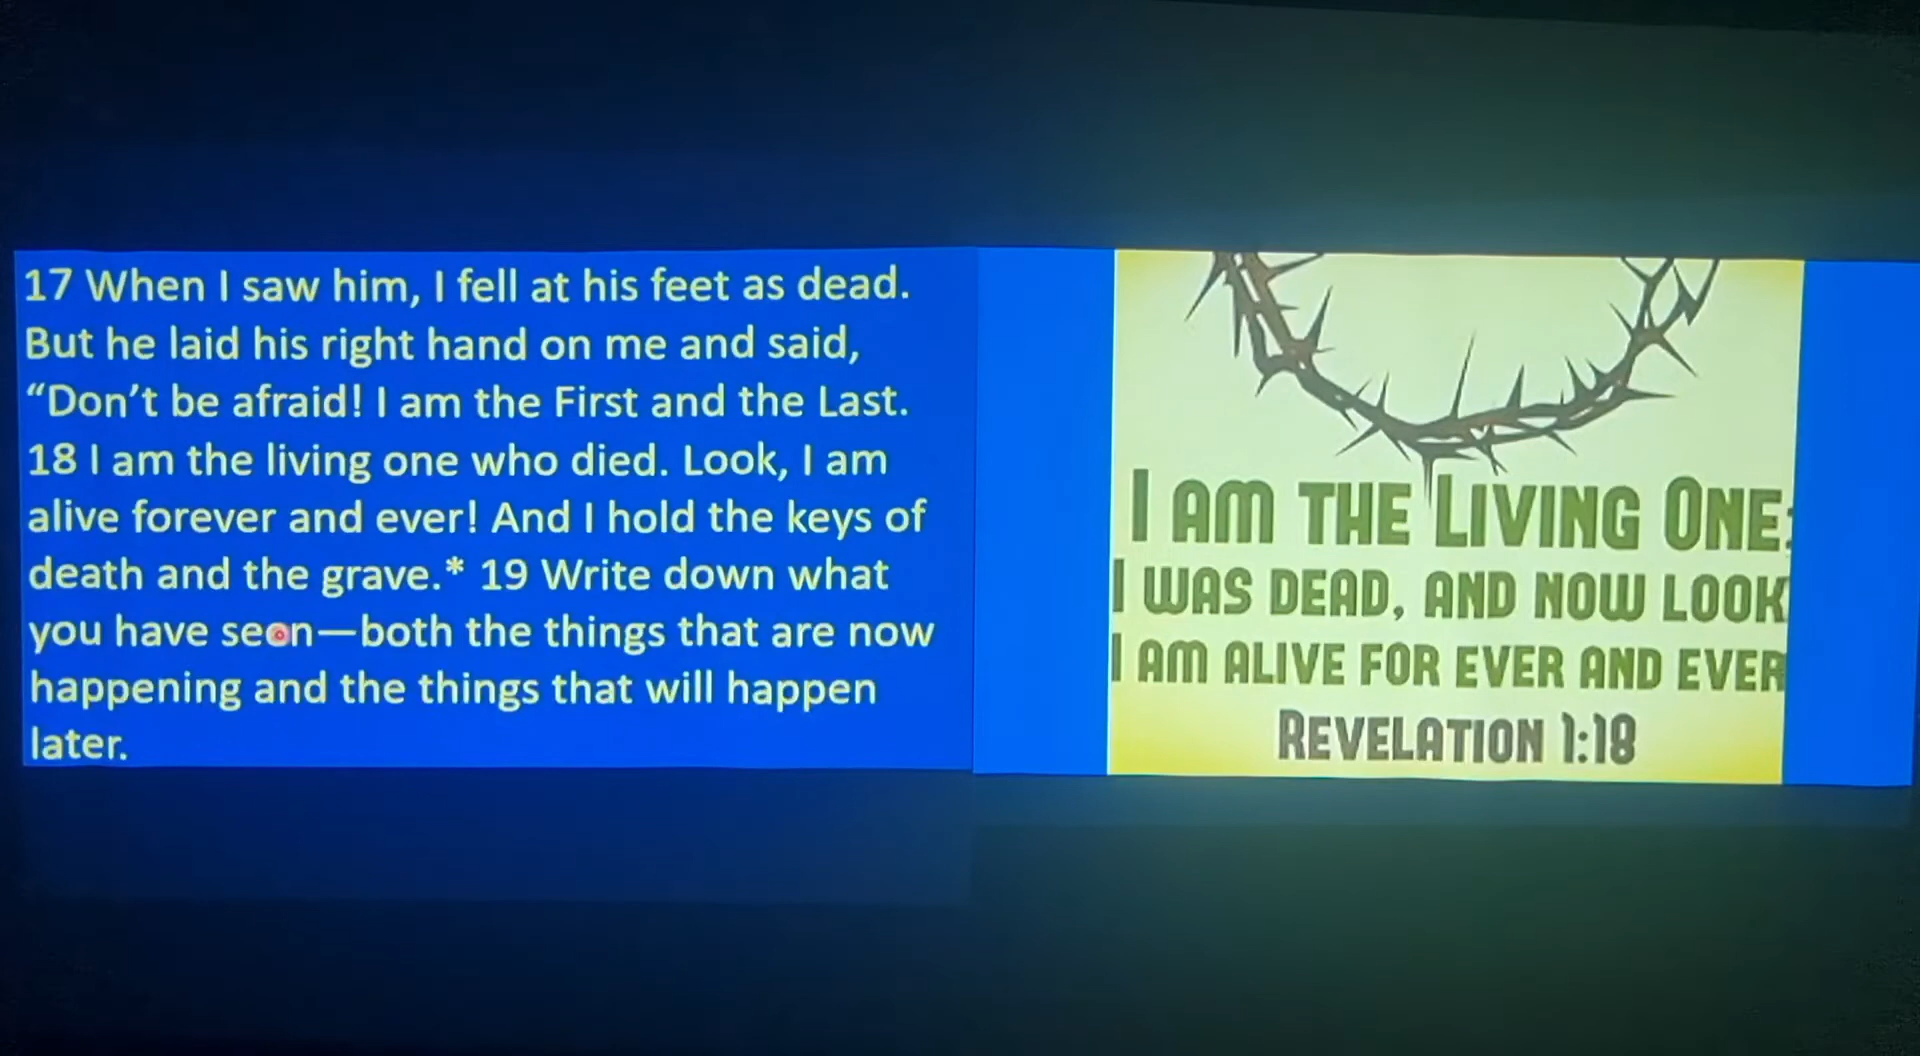 17 When I saw him, I fell at his feet as dead.
But he laid his right hand on me and said,
“Don’t be afraid! I am the First and the Last.
18 I am the living one who died. Look, I am
alive forever and ever! And I hold the keys of
death and the grave.* 19 Write down what
you have seen—both the things that are now
happening and the things that will happen
later.
I AM THE LIVING ONE;
I WAS DEAD, AND NOW LOOK
I AM ALIVE FOR EVER AND EVER
REVELATION 1:18